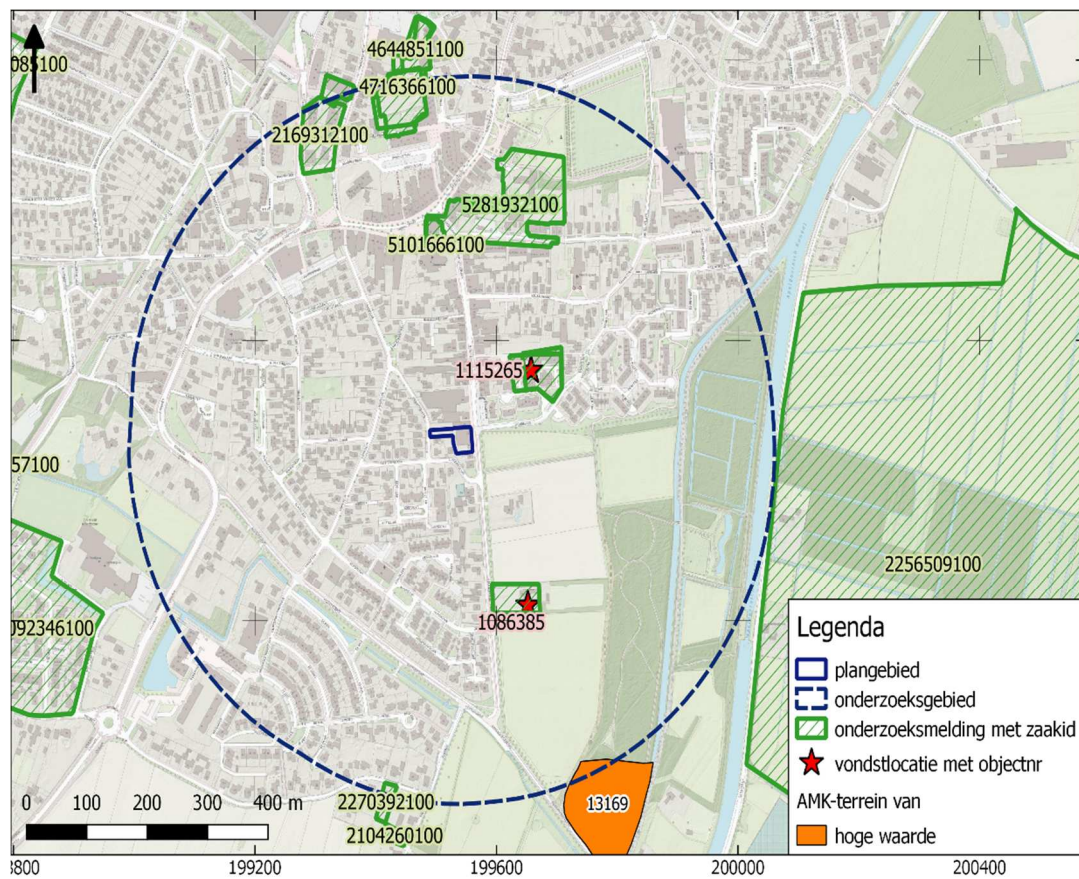 4644851100
085100
4716366100
2169312100
5281932100
5101666100
1115265
57100
2256509100
1086385
092346100
Legenda
plangebied
onderzoeksgebied
onderzoeksmelding met zaakid
vondstlocatie met objectnr
AMK-terrein van
hoge waarde
13169
2270392100
2104260100
0 100 200 300 400 m
8800 199200 199600 200000 200400